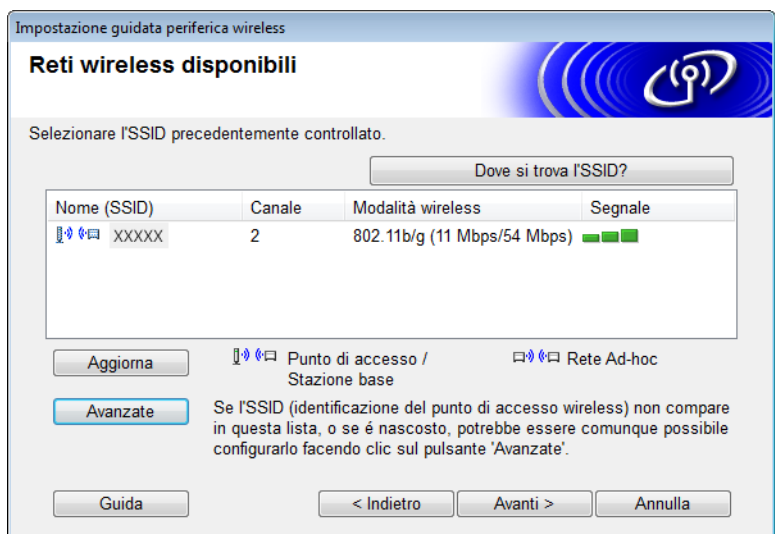 Impostazione guidata periferica wireless
Reti wireless disponibili
Selezionare l'SSID precedentemente controllato.
Dove si trova l'SSID?
Nome (SSID) Canale Modalità wireless Segnale
XXXXX 2 802.11b/g (11 Mbps/54 Mbps)
Aggiorna
Punto di accesso /
Stazione base
Rete Ad-hoc
Avanzate
Se l'SSID (identificazione del punto di accesso wireless) non compare
in questa lista, o se é nascosto, potrebbe essere comunque possibile
configurarlo facendo clic sul pulsante 'Avanzate'.
Guida < Indietro Avanti > Annulla